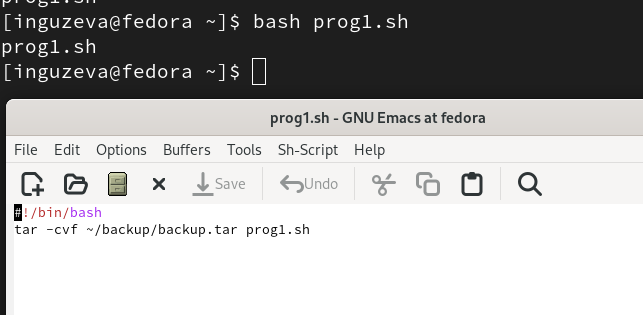 prog1.sh
[inguzeva@fedora ~]$ bash prog1.sh
prog1.sh
[inguzeva@fedora ~]$
prog1.sh - GNU Emacs at fedora
File Edit Options Buffers Tools Sh-Script Help
Save Undo
#!/bin/bash
tar -cvf ~/backup/backup.tar prog1.sh